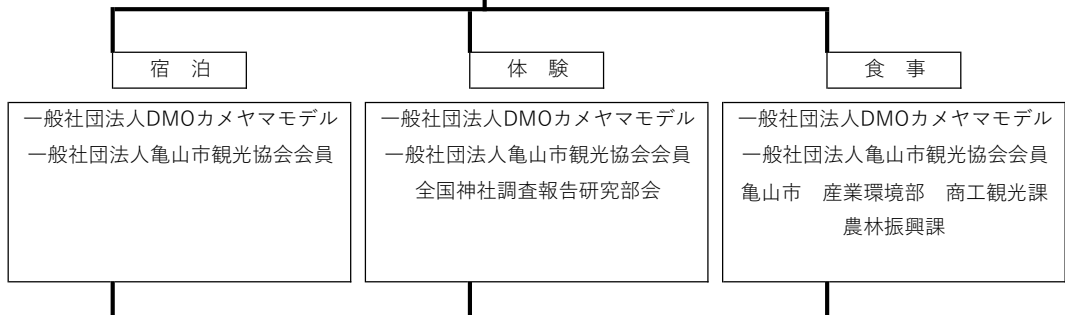 宿　泊
一般社団法人DMOカメヤマモデル
一般社団法人亀山市観光協会会員
体　験
一般社団法人DMOカメヤマモデル
一般社団法人亀山市観光協会会員
全国神社調査報告研究部会
食　事
一般社団法人DMOカメヤマモデル
一般社団法人亀山市観光協会会員
亀山市　産業環境部　商工観光課
農林振興課